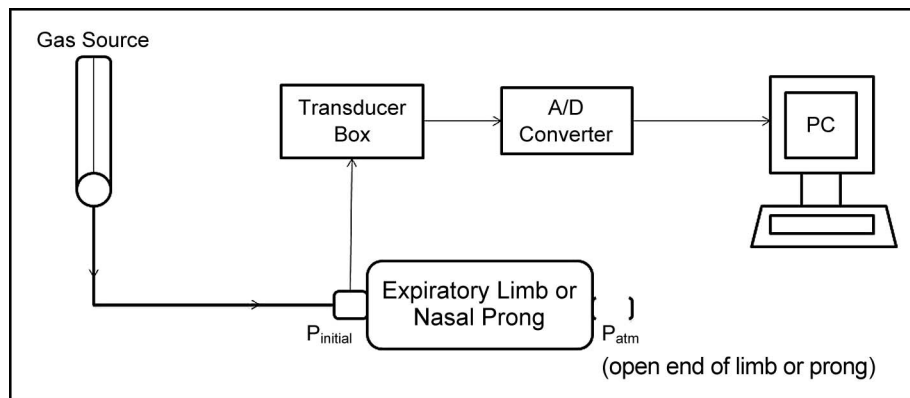 Gas Source
Transducer
Box
A/D
Converter
PC
Expiratory Limb or
Nasal Prong
Pinitial
Patm
(open end of limb or prong)